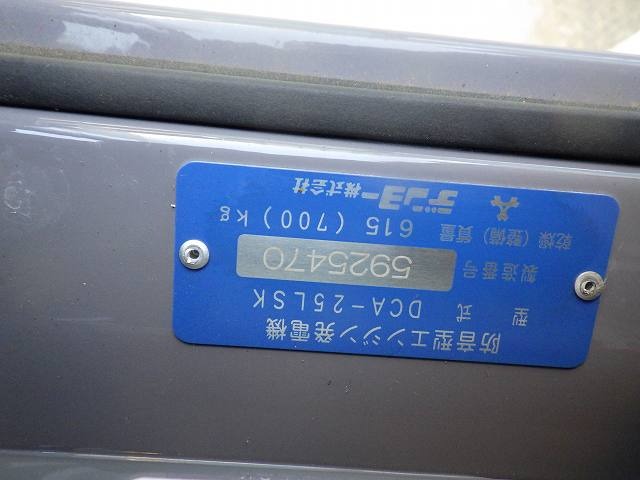 防音型エンジン発電機
型式 DCA-25LSK
製造番号 5925470
乾燥(整備)質量 615 (700)kg
デンヨー株式会社